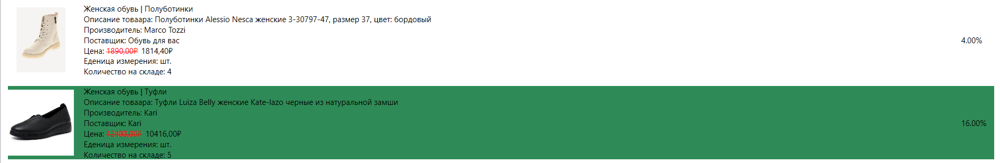 Женская обувь | Полуботинки
Описание товаара: Полуботинки Alessio Nesca женские 3-30797-47, размер 37, цвет: бордовый
Производитель: Marco Tozzi
Поставщик: Обувь для вас
Цена: 1890,00₽ 1814,40₽
Еденица измерения: шт.
Количество на складе: 4
4.00%
Женская обувь | Туфли
Описание товаара: Туфли Luiza Belly женские Kate-lazo черные из натуральной замши
Производитель: Kari
Поставщик: Kari
Цена: 12400,00₽ 10416,00₽
Еденица измерения: шт.
Количество на складе: 5
16.00%